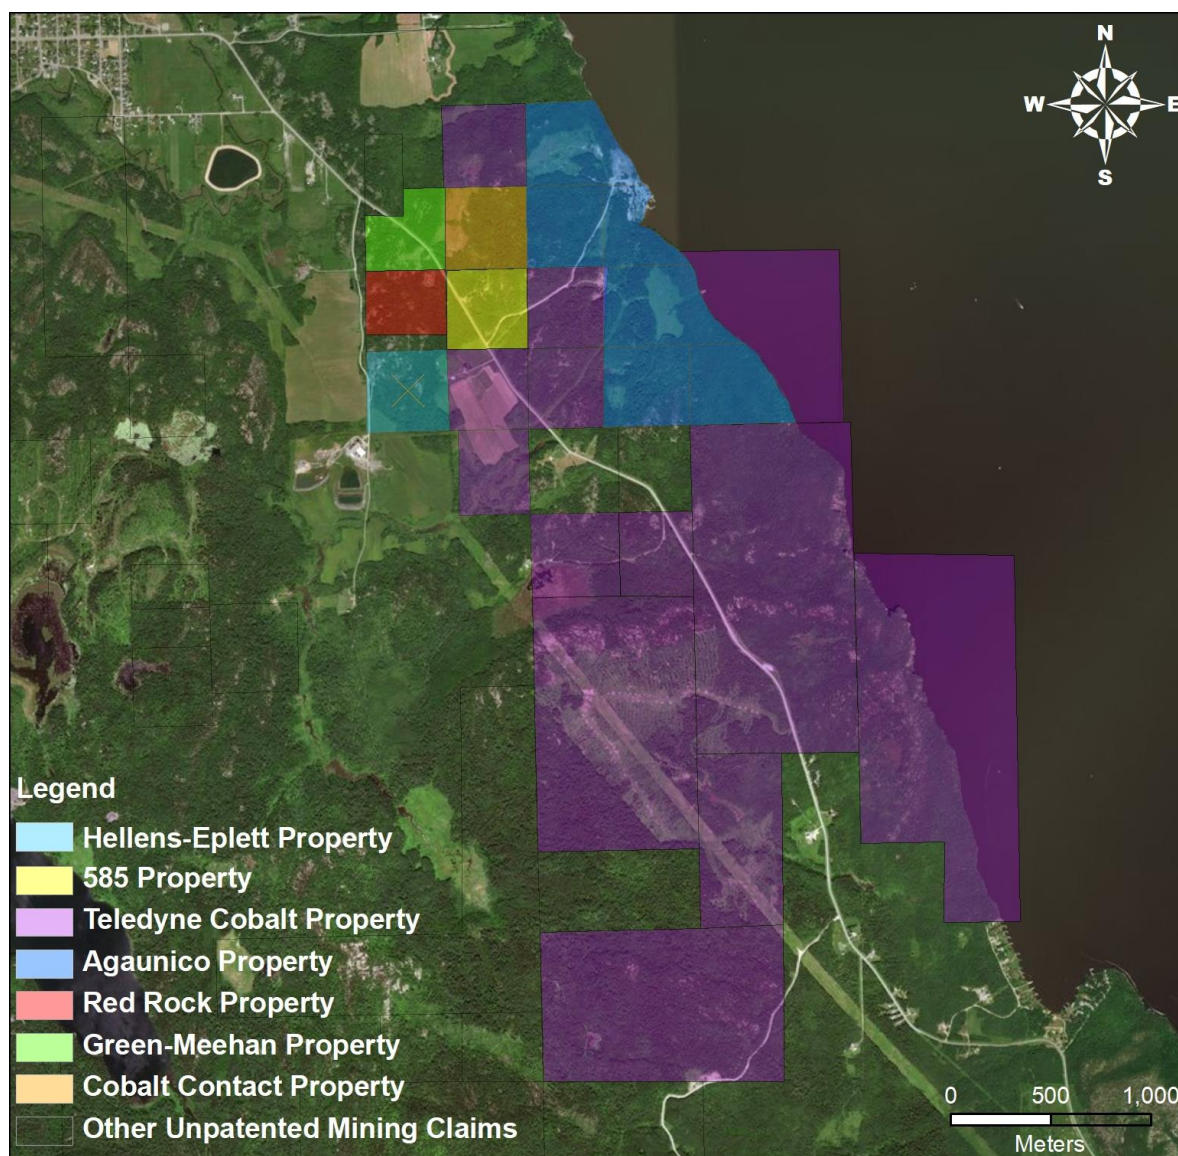 N
W E
S
Legend
Hellens-Eplett Property
585 Property
Teledyne Cobalt Property
Agaunico Property
Red Rock Property
Green-Meehan Property
Cobalt Contact Property
Other Unpatented Mining Claims
0 500 1,000
Meters